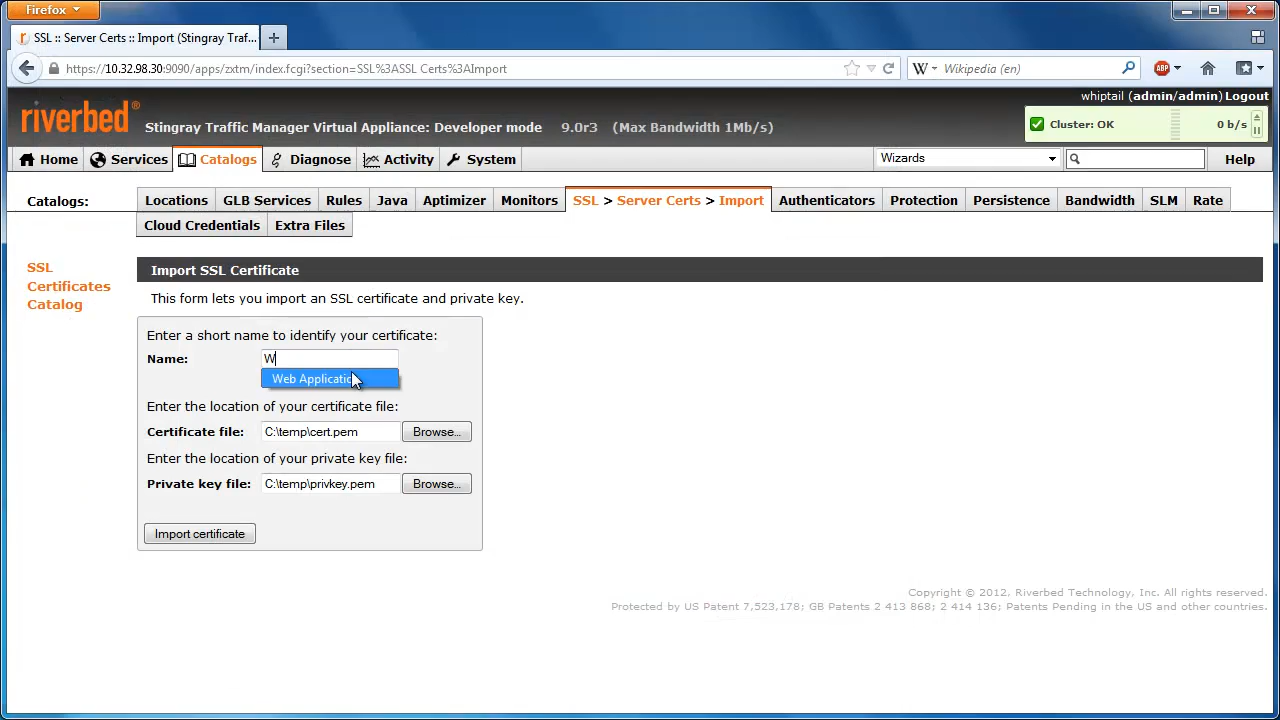 Firefox
SSL :: Server Certs :: Import (Stingray Traf...
https://10.32.98.30:9090/apps/zxtm/index.fcgi?section=SSL%3ASSL Certs%3AImport
W
Wikipedia (en)
ABP
whiptail (admin/admin) Logout
riverbed®
Stingray Traffic Manager Virtual Appliance: Developer mode 9.0r3 (Max Bandwidth 1Mb/s)
Cluster: OK
0 b/s
Home
Services
Catalogs
Diagnose
Activity
System
Wizards
Help
Catalogs:
Locations
GLB Services
Rules
Java
Aptimizer
Monitors
SSL > Server Certs > Import
Authenticators
Protection
Persistence
Bandwidth
SLM
Rate
Cloud Credentials
Extra Files
SSL
Certificates
Catalog
Import SSL Certificate
This form lets you import an SSL certificate and private key.
Enter a short name to identify your certificate:
Name: W
Web Applicatio
Enter the location of your certificate file:
Certificate file: C:\temp\cert.pem Browse...
Enter the location of your private key file:
Private key file: C:\temp\privkey.pem Browse...
Import certificate
Copyright © 2012, Riverbed Technology, Inc. All rights reserved.
Protected by US Patent 7,523,178; GB Patents 2 413 868; 2 414 136; Patents Pending in the US and other countries.